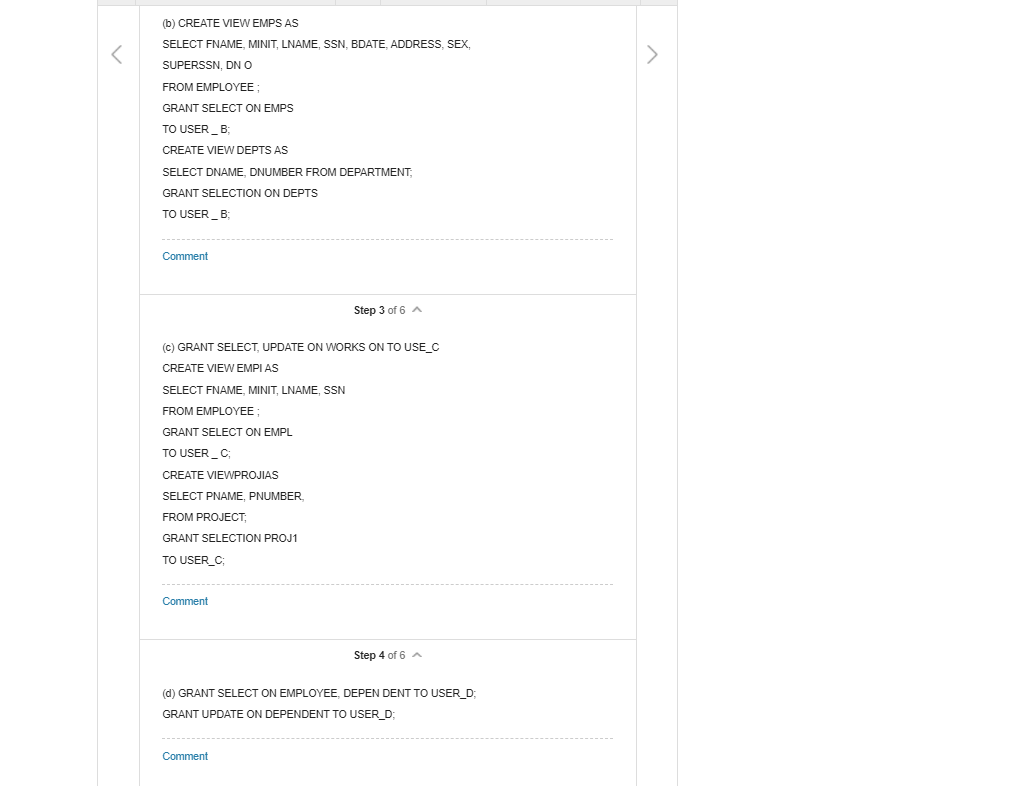 (b) CREATE VIEW EMPS AS
SELECT FNAME, MINIT, LNAME, SSN, BDATE, ADDRESS, SEX,
SUPERSSN, DN O
FROM EMPLOYEE ;
GRANT SELECT ON EMPS
TO USER _ B;
CREATE VIEW DEPTS AS
SELECT DNAME, DNUMBER FROM DEPARTMENT;
GRANT SELECTION ON DEPTS
TO USER _ B;
Comment
Step 3 of 6
(c) GRANT SELECT, UPDATE ON WORKS ON TO USE_C
CREATE VIEW EMPI AS
SELECT FNAME, MINIT, LNAME, SSN
FROM EMPLOYEE ;
GRANT SELECT ON EMPL
TO USER _ C;
CREATE VIEWPROJIAS
SELECT PNAME, PNUMBER,
FROM PROJECT;
GRANT SELECTION PROJ1
TO USER_C;
Comment
Step 4 of 6
(d) GRANT SELECT ON EMPLOYEE, DEPEN DENT TO USER_D;
GRANT UPDATE ON DEPENDENT TO USER_D;
Comment